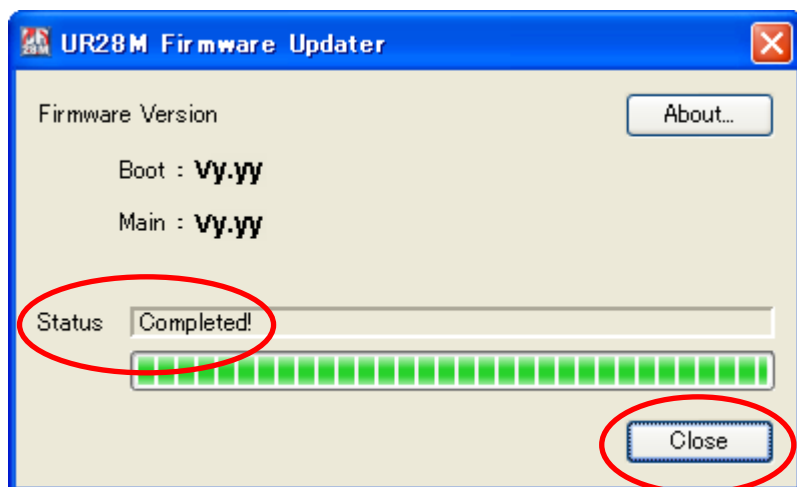 UR28M Firmware Updater
Firmware Version
About...
Boot : Vy.yy
Main : Vy.yy
Status Completed!
Close